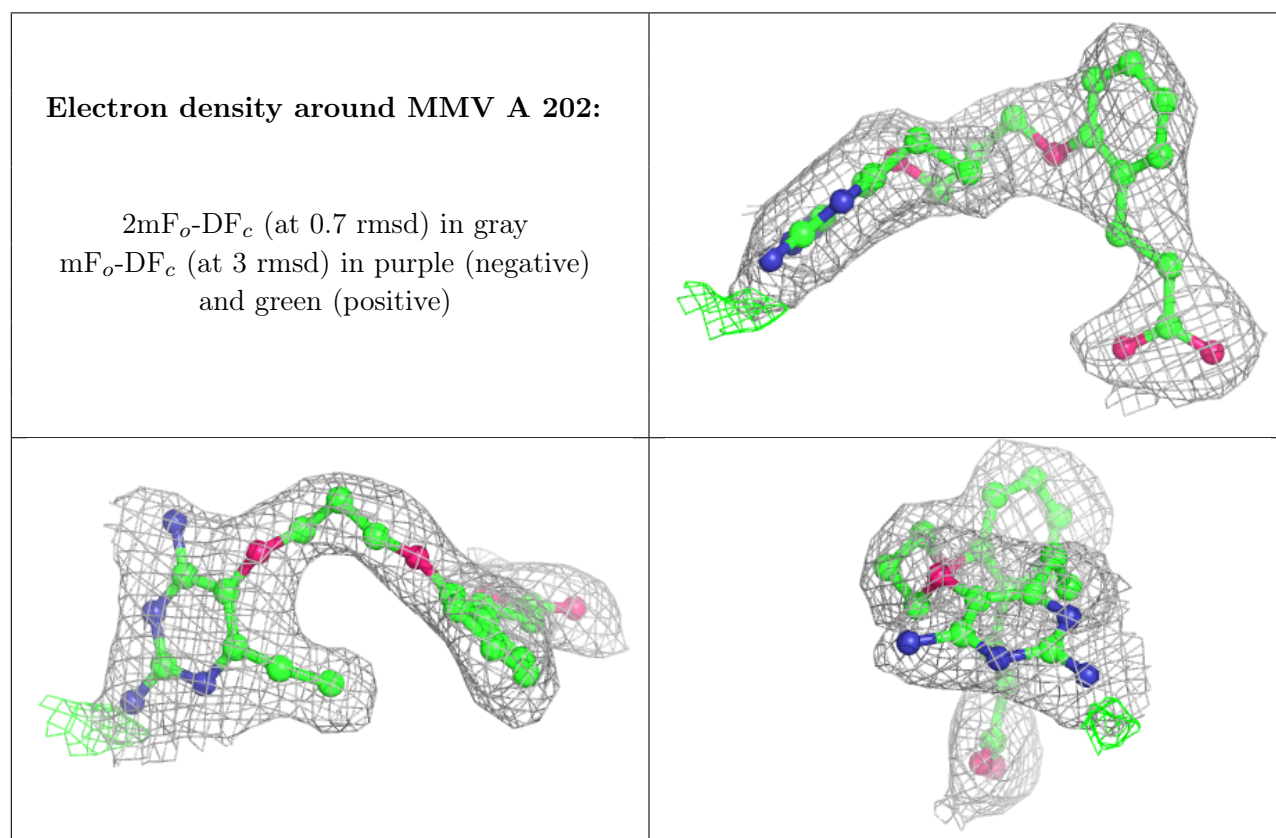 Electron density around MMV A 202:
2mFₒ-DF𝒸 (at 0.7 rmsd) in gray
mFₒ-DF𝒸 (at 3 rmsd) in purple (negative)
and green (positive)